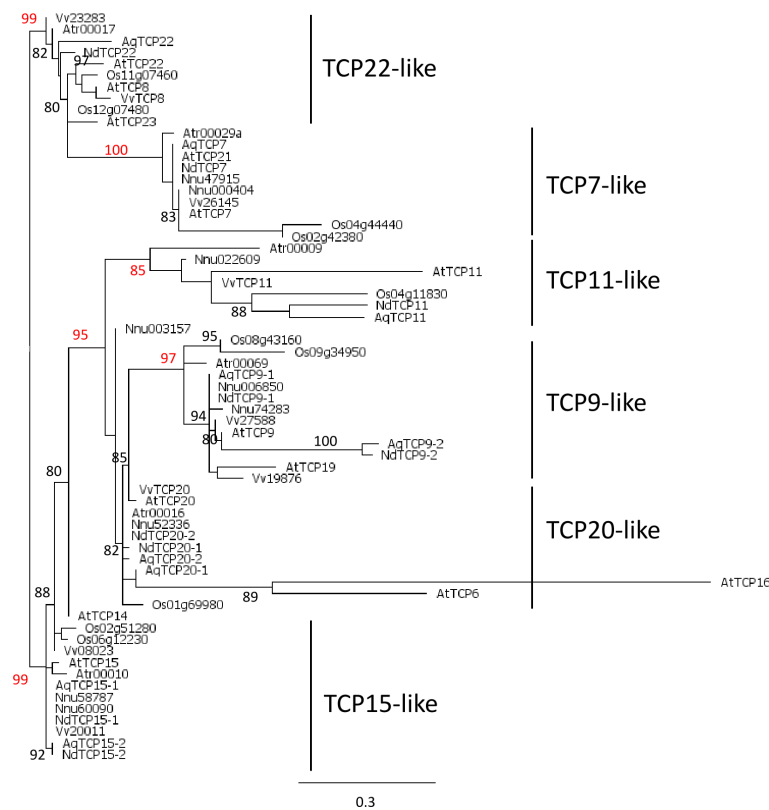 99
Vv23283
Atr00017
AqTCP22
82
NdTCP22
97
AtTCP22
Os11g07460
AtTCP8
VvTCP8
80
Os12g07480
AtTCP23
TCP22-like
Atr00029a
AqTCP7
100
AtTCP21
NdTCP7
Nnu47915
Nnu000404
Vv26145
83
AtTCP7
Os04g44440
Os02g42380
TCP7-like
Atr00009
Nnu022609
85
AtTCP11
VvTCP11
Os04g11830
88
NdTCP11
AqTCP11
TCP11-like
95
Nnu003157
95
Os08g43160
Os09g34950
97
Atr00069
AqTCP9-1
Nnu006850
NdTCP9-1
94
Nnu74283
Vv27588
80
AtTCP9
100
AqTCP9-2
NdTCP9-2
AtTCP19
Vv19876
TCP9-like
80
85
VvTCP20
AtTCP20
Atr00016
Nnu52336
NdTCP20-2
82
NdTCP20-1
AqTCP20-2
AqTCP20-1
AtTCP16
89
AtTCP6
Os01g69980
TCP20-like
88
AtTCP14
Os02g51280
Os06g12230
Vv08023
AtTCP15
99
Atr00010
AqTCP15-1
Nnu58787
Nnu60090
NdTCP15-1
Vv20011
AqTCP15-2
92
NdTCP15-2
TCP15-like
0.3